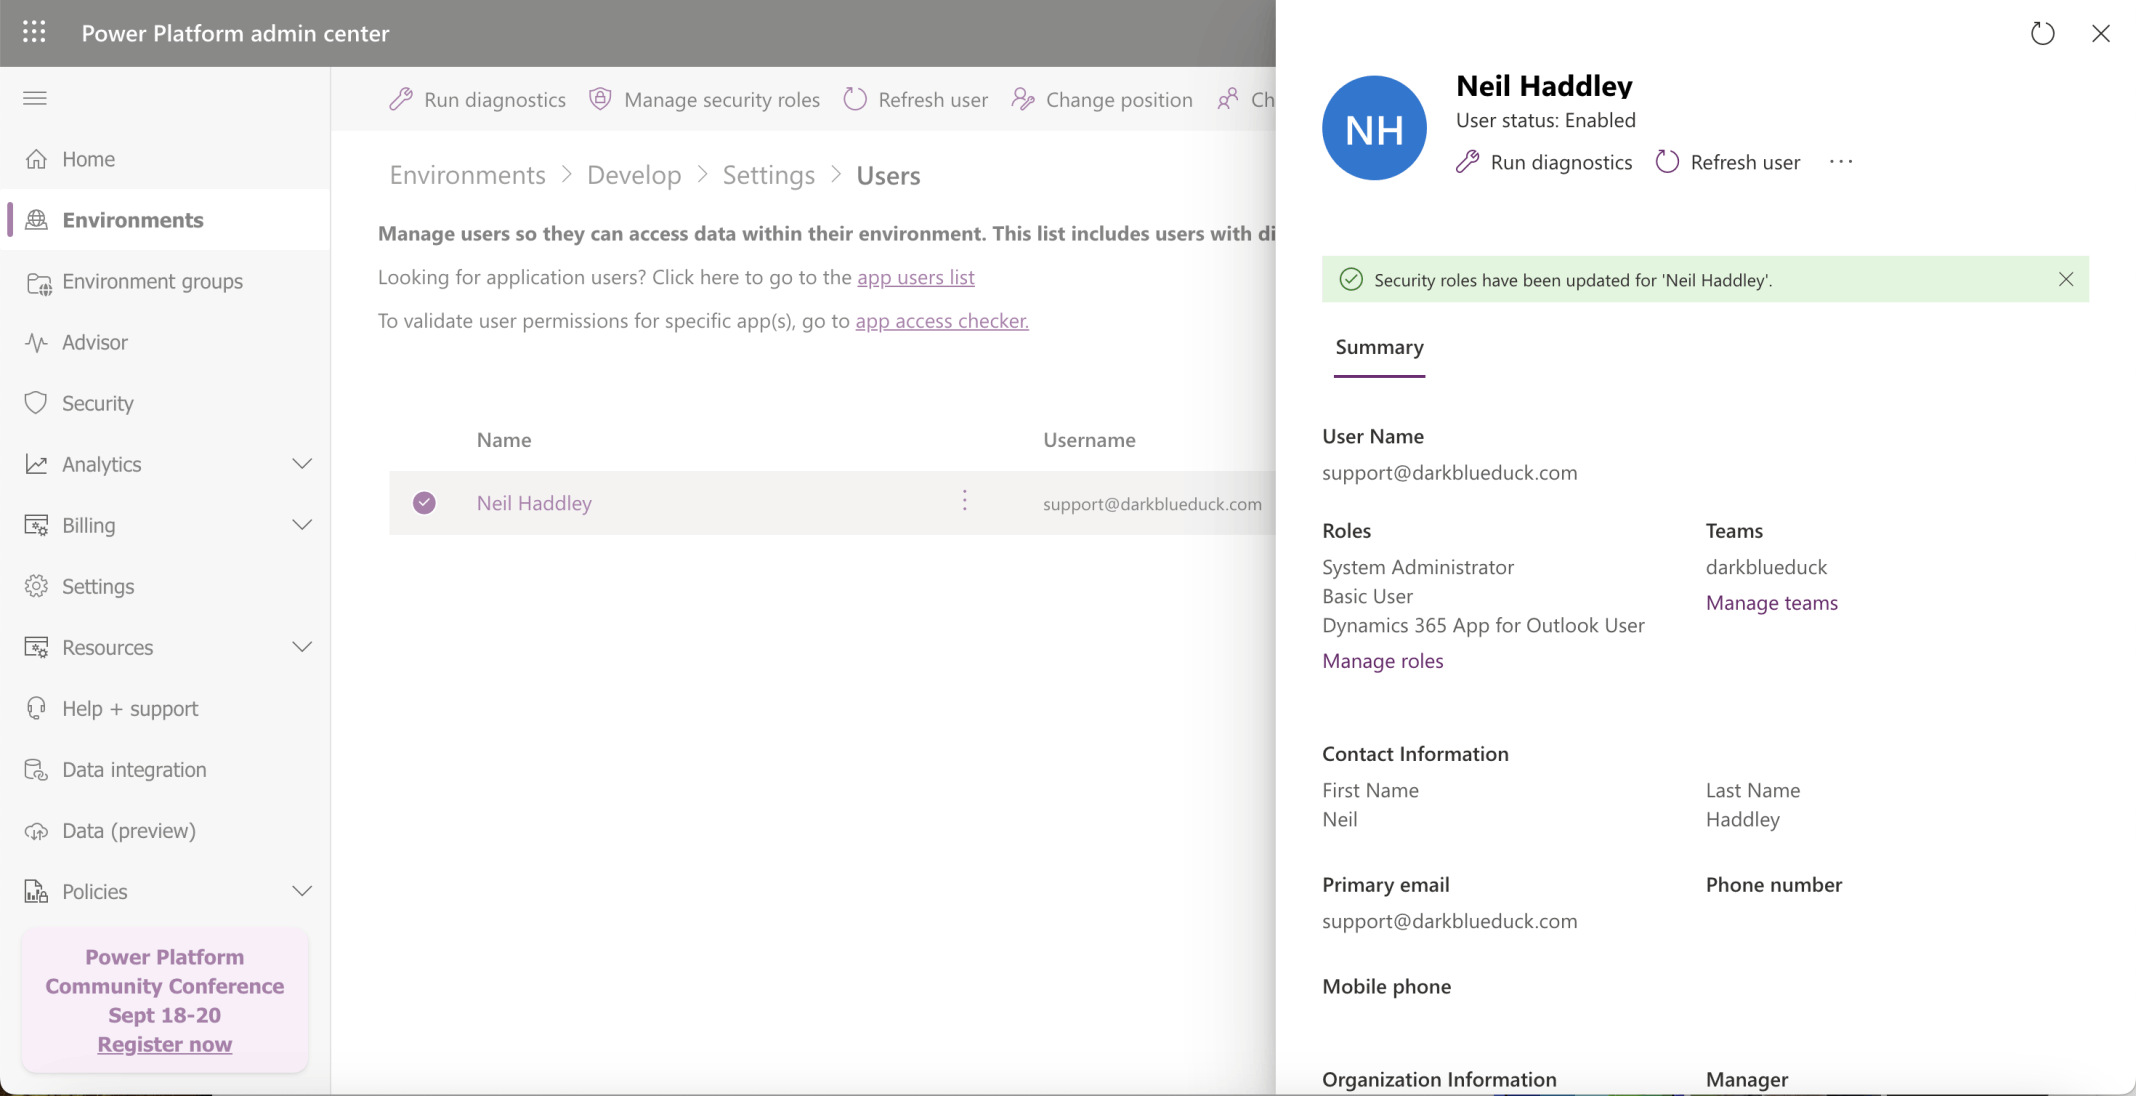 Power Platform admin center
Home
Environments
Environment groups
Advisor
Security
Analytics
Billing
Settings
Resources
Help + support
Data integration
Data (preview)
Policies
Power Platform
Community Conference
Sept 18-20
Register now
Run diagnostics
Manage security roles
Refresh user
Change position
Ch
Environments > Develop > Settings > Users
Manage users so they can access data within their environment. This list includes users with di
Looking for application users? Click here to go to the app users list
To validate user permissions for specific app(s), go to app access checker.
Name Username
Neil Haddley support@darkblueduck.com
NH
Neil Haddley
User status: Enabled
Run diagnostics Refresh user ...
Security roles have been updated for 'Neil Haddley'.
Summary
User Name
support@darkblueduck.com
Roles
System Administrator
Basic User
Dynamics 365 App for Outlook User
Manage roles
Teams
darkblueduck
Manage teams
Contact Information
First Name
Neil
Last Name
Haddley
Primary email
support@darkblueduck.com
Phone number
Mobile phone
Organization Information
Manager